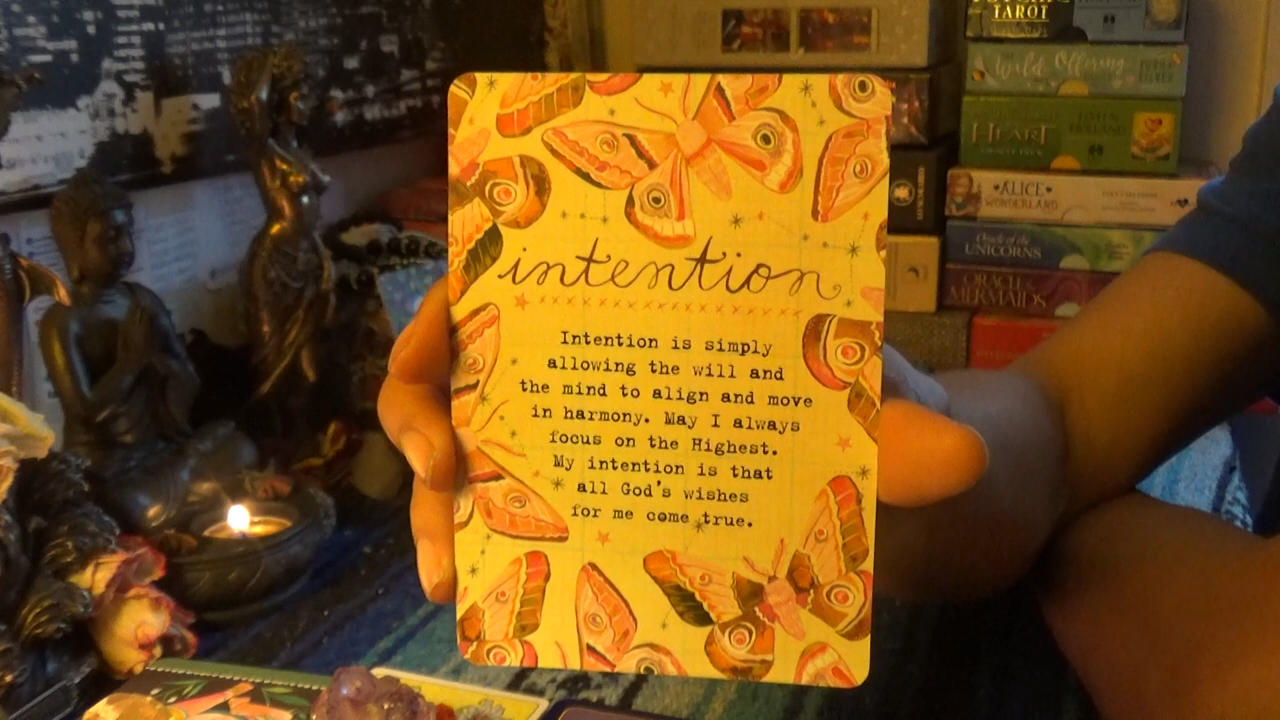 intention
Intention is simply
allowing the will and
the mind to align and move
in harmony. May I always
focus on the Highest.
My intention is that
all God's wishes
for me come true.
TAROT
Wild Offering
HEART
ALICE
WONDERLAND
Oracle of the
UNICORNS
ORACLE
MERMAIDS